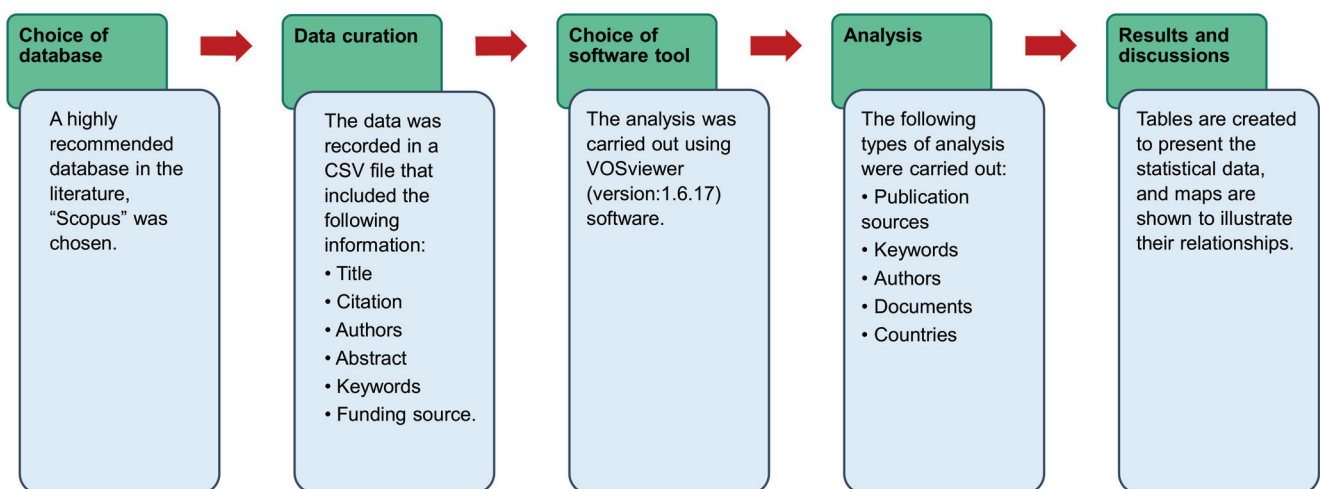 Choice of
database
A highly
recommended
database in the
literature,
“Scopus” was
chosen.
Data curation
The data was
recorded in a
CSV file that
included the
following
information:
• Title
• Citation
• Authors
• Abstract
• Keywords
• Funding source.
Choice of
software tool
The analysis was
carried out using
VOSviewer
(version:1.6.17)
software.
Analysis
The following
types of analysis
were carried out:
• Publication
sources
• Keywords
• Authors
• Documents
• Countries
Results and
discussions
Tables are created
to present the
statistical data,
and maps are
shown to illustrate
their relationships.